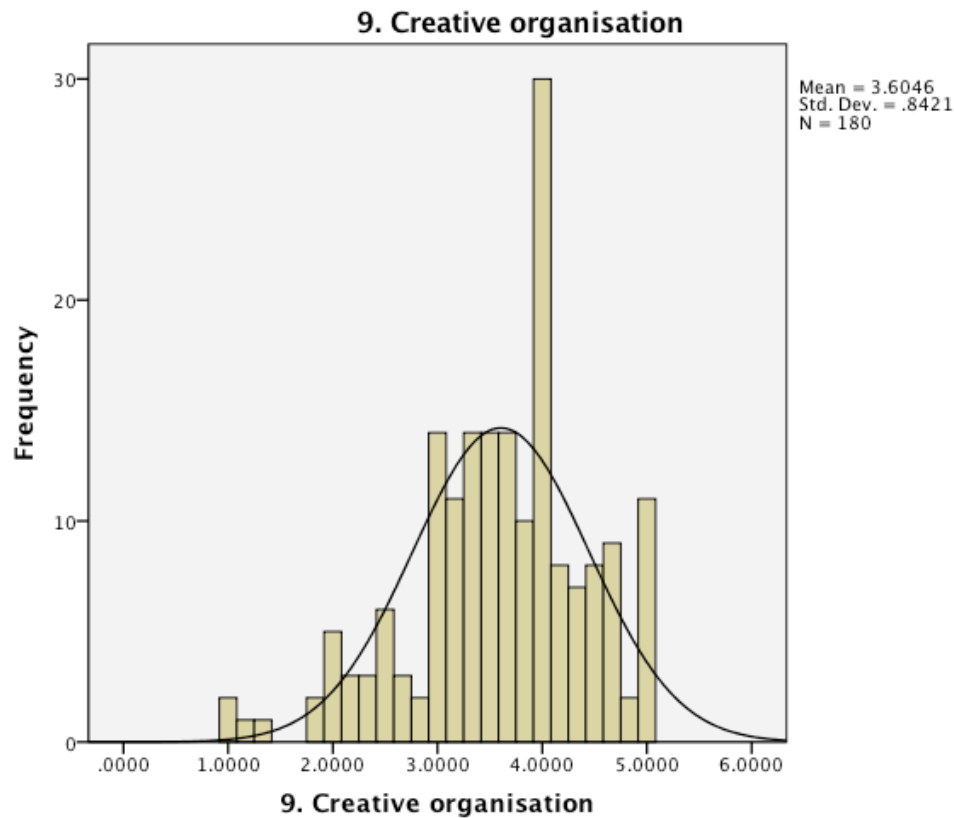 9. Creative organisation
Mean = 3.6046
Std. Dev. = .8421
N = 180
Frequency
30
20
10
0
.0000 1.0000 2.0000 3.0000 4.0000 5.0000 6.0000
9. Creative organisation